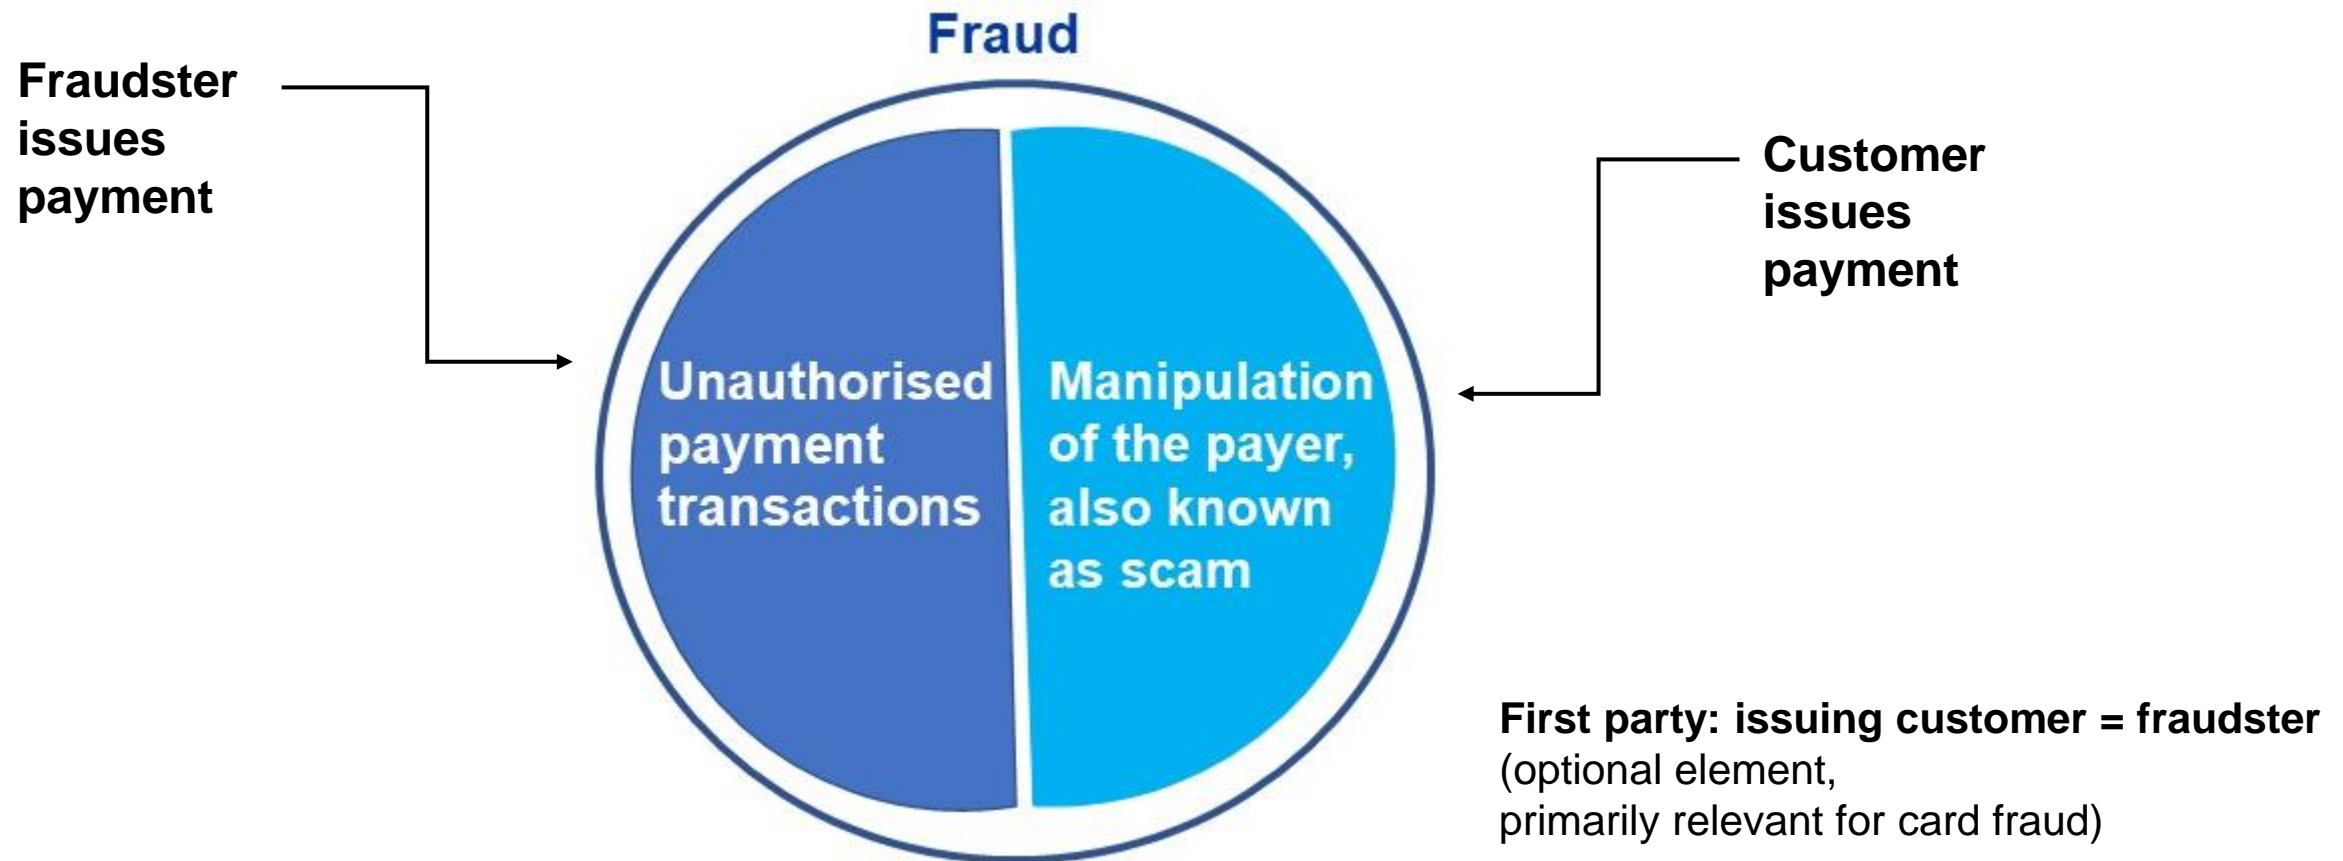 Fraud
Fraudster
issues
payment
Customer
issues
payment
Unauthorised
payment
transactions
Manipulation
of the payer,
also known
as scam
First party: issuing customer = fraudster
(optional element,
primarily relevant for card fraud)